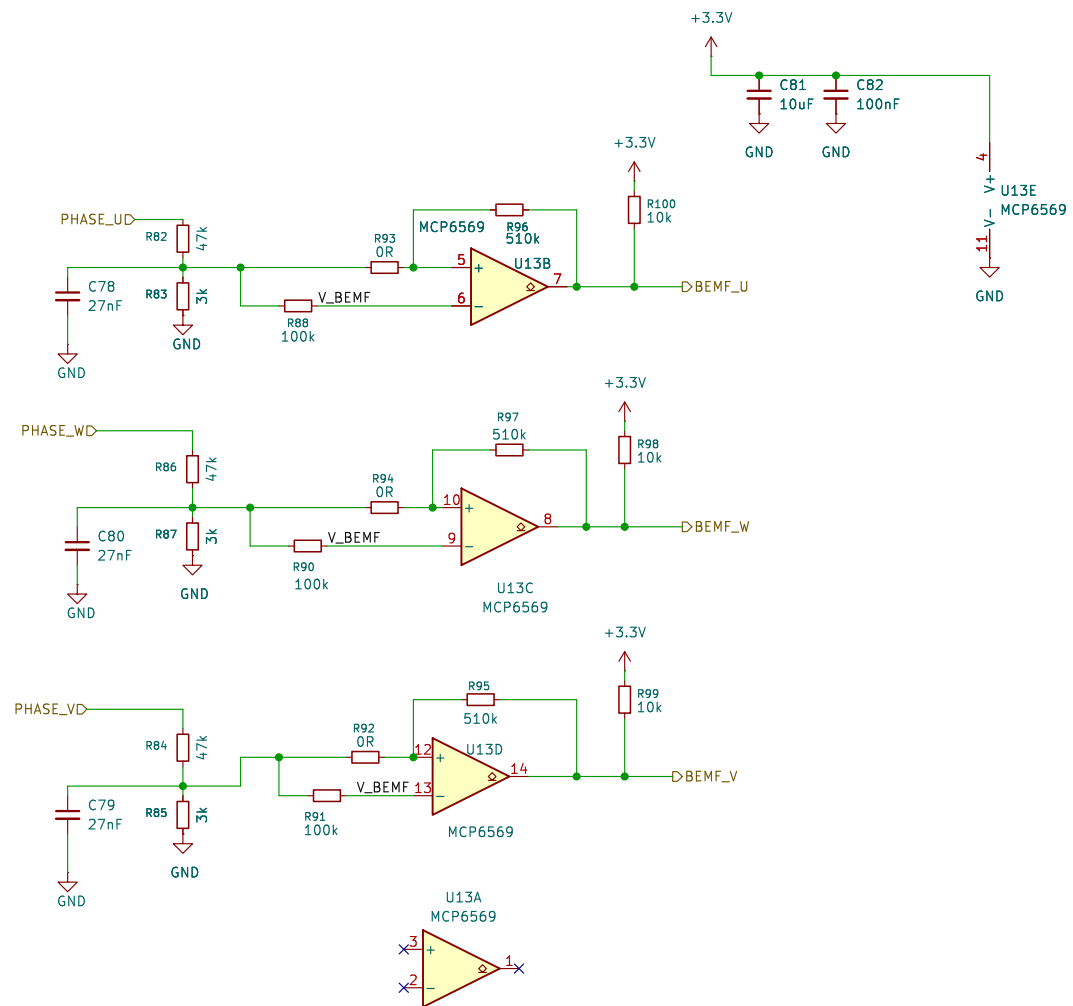 +3.3V
C81
10uF
C82
100nF
GND
GND
4
V+
U13E
MCP6569
V-
11
GND
+3.3V
R100
10k
PHASE_U
R82
47k
R83
3k
GND
C78
27nF
GND
R93
0R
MCP6569
R96
510k
5
+
U13B
7
6
-
V_BEMF
R88
100k
BEMF_U
+3.3V
R98
10k
PHASE_W
R86
47k
R87
3k
GND
C80
27nF
GND
R94
0R
R97
510k
10
+
8
9
-
V_BEMF
R90
100k
U13C
MCP6569
BEMF_W
+3.3V
R99
10k
PHASE_V
R84
47k
R85
3k
GND
C79
27nF
GND
R92
0R
R95
510k
12
+
U13D
14
13
-
V_BEMF
R91
100k
MCP6569
BEMF_V
U13A
MCP6569
3
+
1
2
-